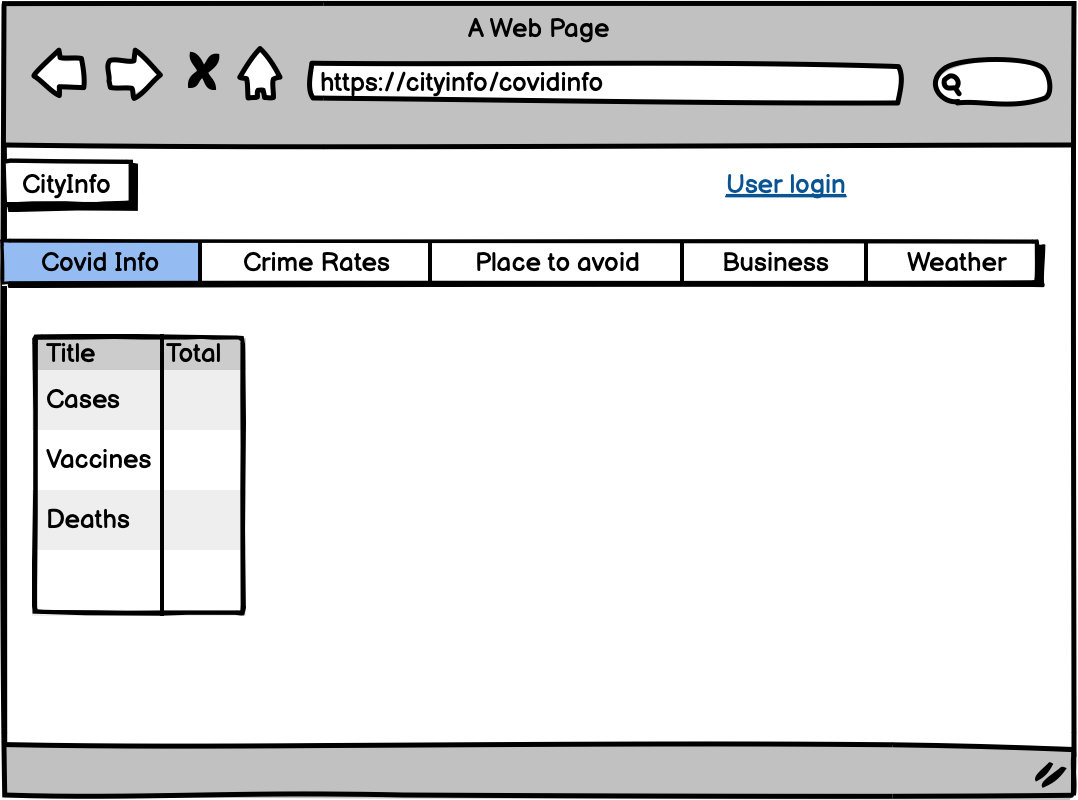 A Web Page
https://cityinfo/covidinfo
CityInfo
User login
Covid Info Crime Rates Place to avoid Business Weather
Title Total
Cases
Vaccines
Deaths